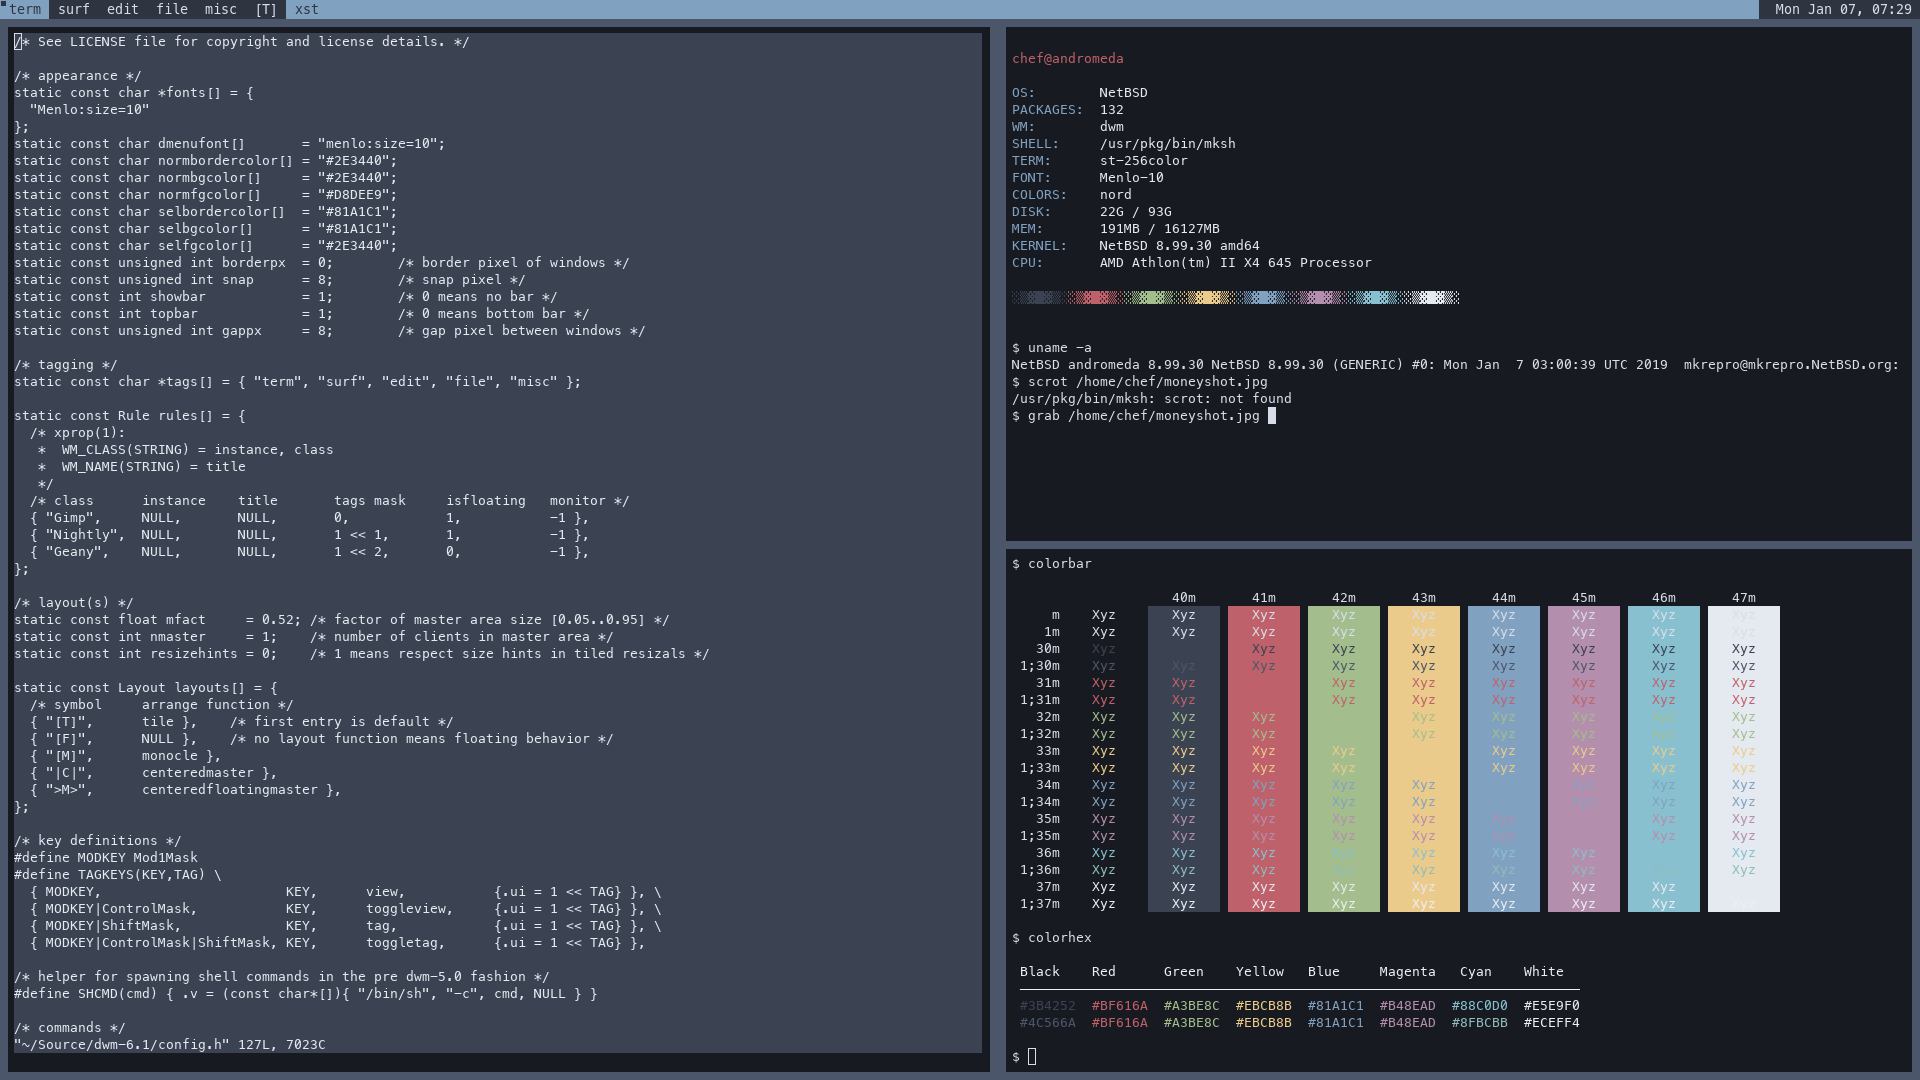 term surf edit file misc [T] xst Mon Jan 07, 07:29
/* See LICENSE file for copyright and license details. */
/* appearance */
static const char *fonts[] = {
  "Menlo:size=10"
};
static const char dmenufont[]       = "menlo:size=10";
static const char normbordercolor[] = "#2E3440";
static const char normbgcolor[]     = "#2E3440";
static const char normfgcolor[]     = "#D8DEE9";
static const char selbordercolor[]  = "#81A1C1";
static const char selbgcolor[]      = "#81A1C1";
static const char selfgcolor[]      = "#2E3440";
static const unsigned int borderpx  = 0;        /* border pixel of windows */
static const unsigned int snap      = 8;        /* snap pixel */
static const int showbar            = 1;        /* 0 means no bar */
static const int topbar             = 1;        /* 0 means bottom bar */
static const unsigned int gappx     = 8;        /* gap pixel between windows */
/* tagging */
static const char *tags[] = { "term", "surf", "edit", "file", "misc" };
static const Rule rules[] = {
  /* xprop(1):
   *  WM_CLASS(STRING) = instance, class
   *  WM_NAME(STRING) = title
   */
  /* class      instance    title       tags mask     isfloating   monitor */
  { "Gimp",     NULL,       NULL,       0,            1,           -1 },
  { "Nightly",  NULL,       NULL,       1 << 1,       1,           -1 },
  { "Geany",    NULL,       NULL,       1 << 2,       0,           -1 },
};
/* layout(s) */
static const float mfact     = 0.52; /* factor of master area size [0.05..0.95] */
static const int nmaster     = 1;    /* number of clients in master area */
static const int resizehints = 0;    /* 1 means respect size hints in tiled resizals */
static const Layout layouts[] = {
  /* symbol     arrange function */
  { "[T]",      tile },    /* first entry is default */
  { "[F]",      NULL },    /* no layout function means floating behavior */
  { "[M]",      monocle },
  { "|C|",      centeredmaster },
  { ">M>",      centeredfloatingmaster },
};
/* key definitions */
#define MODKEY Mod1Mask
#define TAGKEYS(KEY,TAG) \
  { MODKEY,                       KEY,      view,           {.ui = 1 << TAG} }, \
  { MODKEY|ControlMask,           KEY,      toggleview,     {.ui = 1 << TAG} }, \
  { MODKEY|ShiftMask,             KEY,      tag,            {.ui = 1 << TAG} }, \
  { MODKEY|ControlMask|ShiftMask, KEY,      toggletag,      {.ui = 1 << TAG} },
/* helper for spawning shell commands in the pre dwm-5.0 fashion */
#define SHCMD(cmd) { .v = (const char*[]){ "/bin/sh", "-c", cmd, NULL } }
/* commands */
"~/Source/dwm-6.1/config.h" 127L, 7023C
chef@andromeda
OS:        NetBSD
PACKAGES:  132
WM:        dwm
SHELL:     /usr/pkg/bin/mksh
TERM:      st-256color
FONT:      Menlo-10
COLORS:    nord
DISK:      22G / 93G
MEM:       191MB / 16127MB
KERNEL:    NetBSD 8.99.30 amd64
CPU:       AMD Athlon(tm) II X4 645 Processor
$ uname -a
NetBSD andromeda 8.99.30 NetBSD 8.99.30 (GENERIC) #0: Mon Jan  7 03:00:39 UTC 2019  mkrepro@mkrepro.NetBSD.org:
$ scrot /home/chef/moneyshot.jpg
/usr/pkg/bin/mksh: scrot: not found
$ grab /home/chef/moneyshot.jpg
$ colorbar
40m 41m 42m 43m 44m 45m 46m 47m
m Xyz Xyz Xyz Xyz Xyz Xyz Xyz Xyz Xyz
1m Xyz Xyz Xyz Xyz Xyz Xyz Xyz Xyz Xyz
30m Xyz Xyz Xyz Xyz Xyz Xyz Xyz Xyz
1;30m Xyz Xyz Xyz Xyz Xyz Xyz Xyz Xyz Xyz
31m Xyz Xyz Xyz Xyz Xyz Xyz Xyz Xyz
1;31m Xyz Xyz Xyz Xyz Xyz Xyz Xyz Xyz
32m Xyz Xyz Xyz Xyz Xyz Xyz Xyz Xyz
1;32m Xyz Xyz Xyz Xyz Xyz Xyz Xyz Xyz
33m Xyz Xyz Xyz Xyz Xyz Xyz Xyz Xyz
1;33m Xyz Xyz Xyz Xyz Xyz Xyz Xyz Xyz
34m Xyz Xyz Xyz Xyz Xyz Xyz Xyz Xyz
1;34m Xyz Xyz Xyz Xyz Xyz Xyz Xyz Xyz
35m Xyz Xyz Xyz Xyz Xyz Xyz Xyz Xyz
1;35m Xyz Xyz Xyz Xyz Xyz Xyz Xyz Xyz
36m Xyz Xyz Xyz Xyz Xyz Xyz Xyz Xyz
1;36m Xyz Xyz Xyz Xyz Xyz Xyz Xyz Xyz
37m Xyz Xyz Xyz Xyz Xyz Xyz Xyz Xyz
1;37m Xyz Xyz Xyz Xyz Xyz Xyz Xyz Xyz
$ colorhex
Black Red Green Yellow Blue Magenta Cyan White
#3B4252 #BF616A #A3BE8C #EBCB8B #81A1C1 #B48EAD #88C0D0 #E5E9F0
#4C566A #BF616A #A3BE8C #EBCB8B #81A1C1 #B48EAD #8FBCBB #ECEFF4
$